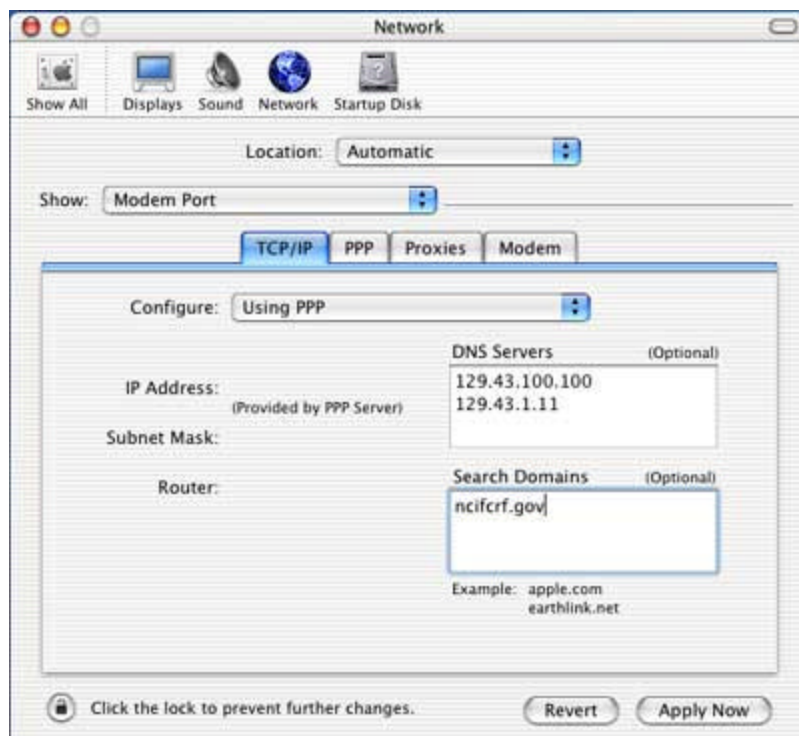 Network
Show All Displays Sound Network Startup Disk
Location: Automatic
Show: Modem Port
TCP/IP PPP Proxies Modem
Configure: Using PPP
DNS Servers (Optional)
129.43.100.100
129.43.1.11
IP Address:
(Provided by PPP Server)
Subnet Mask:
Router:
Search Domains (Optional)
ncifcrf.gov
Example: apple.com
earthlink.net
Click the lock to prevent further changes.
Revert Apply Now